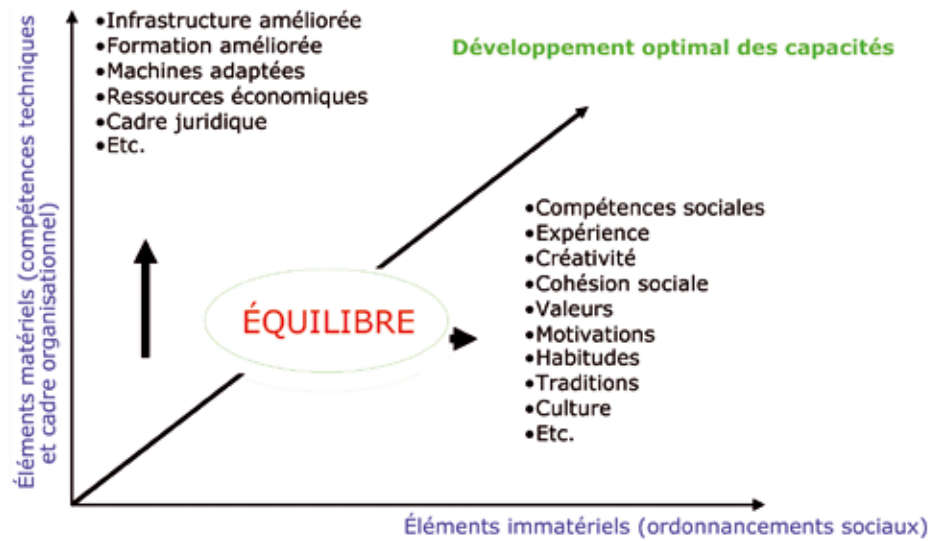 •Infrastructure améliorée
•Formation améliorée
•Machines adaptées
•Ressources économiques
•Cadre juridique
•Etc.
Développement optimal des capacités
Éléments matériels (compétences techniques
et cadre organisationnel)
ÉQUILIBRE
•Compétences sociales
•Expérience
•Créativité
•Cohésion sociale
•Valeurs
•Motivations
•Habitudes
•Traditions
•Culture
•Etc.
Éléments immatériels (ordonnancements sociaux)